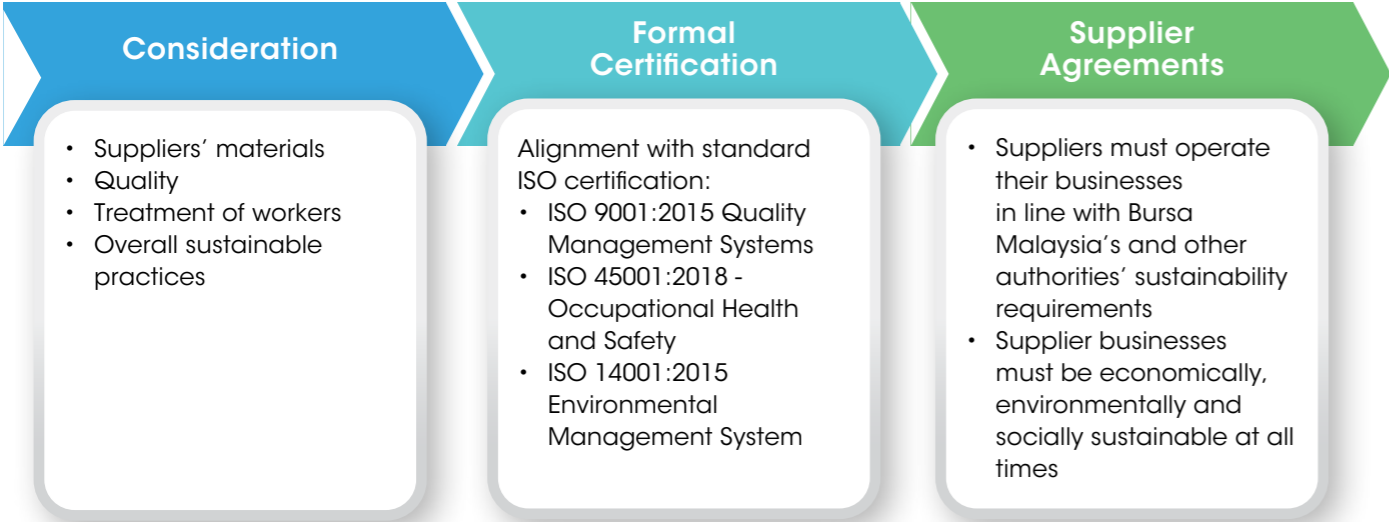 Consideration
• Suppliers’ materials
• Quality
• Treatment of workers
• Overall sustainable
practices
Formal
Certification
Alignment with standard
ISO certification:
• ISO 9001:2015 Quality
Management Systems
• ISO 45001:2018 -
Occupational Health
and Safety
• ISO 14001:2015
Environmental
Management System
Supplier
Agreements
• Suppliers must operate
their businesses
in line with Bursa
Malaysia’s and other
authorities’ sustainability
requirements
• Supplier businesses
must be economically,
environmentally and
socially sustainable at all
times